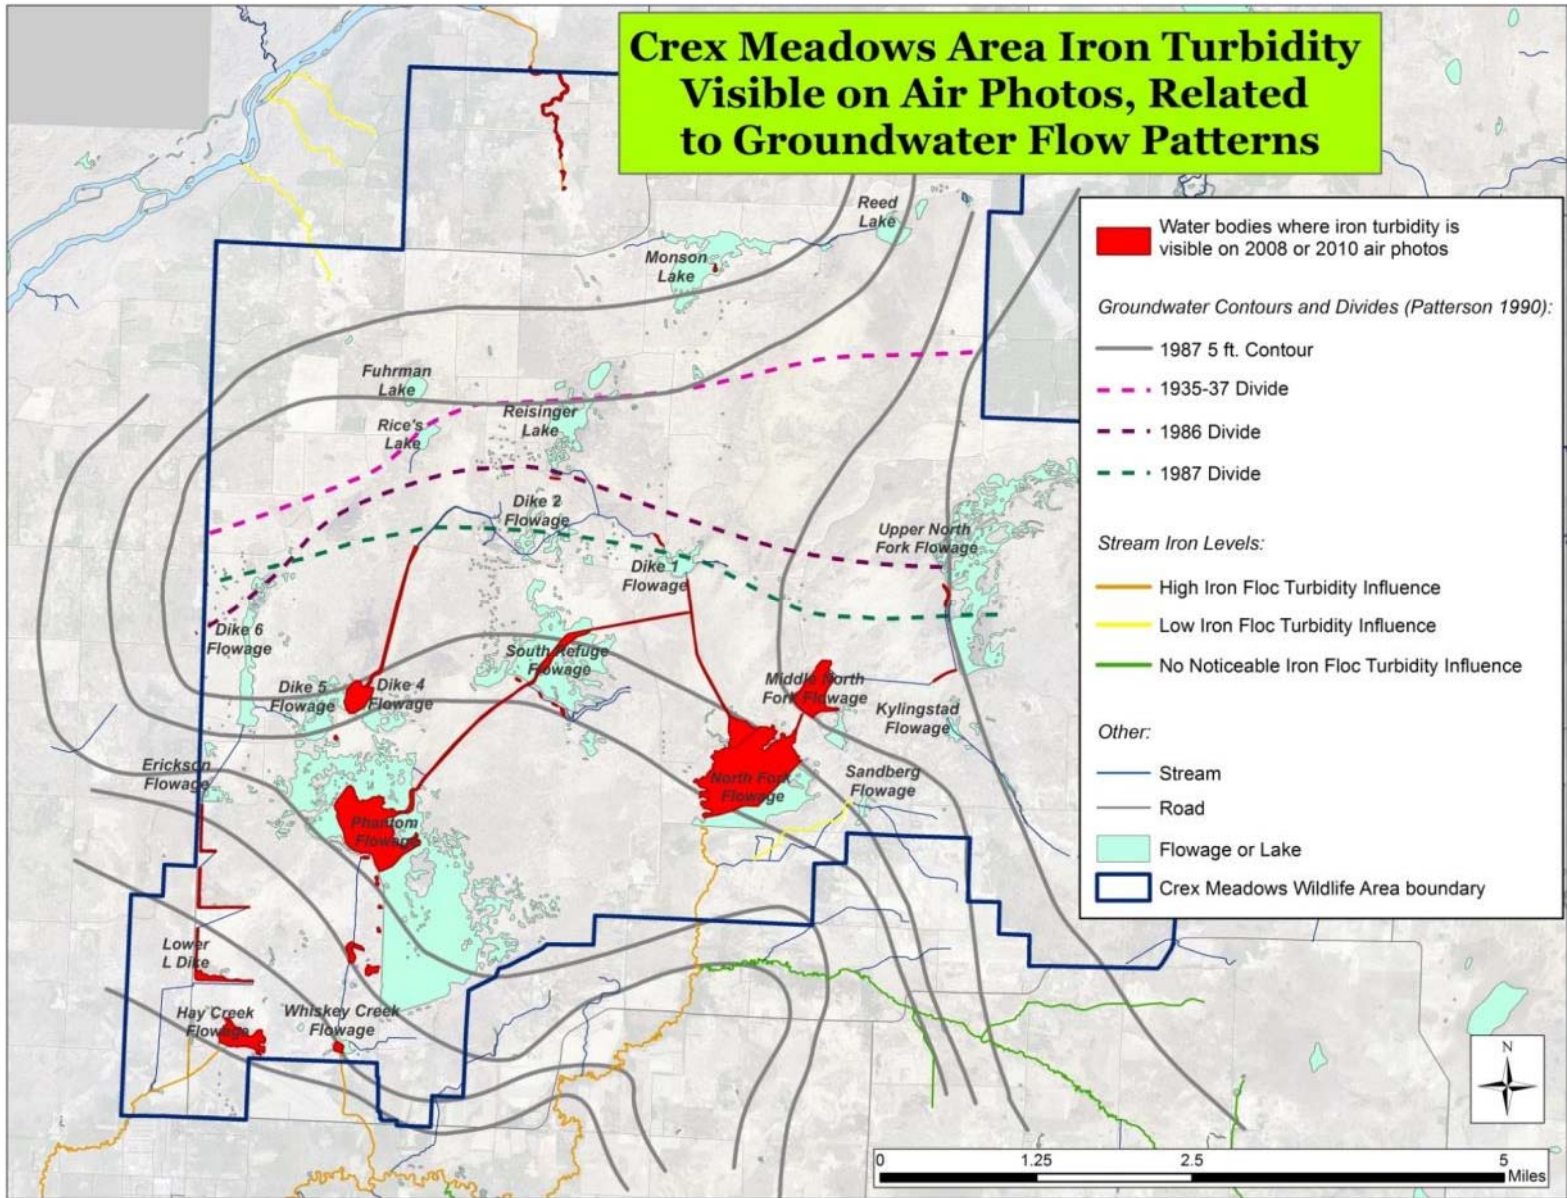 Crex Meadows Area Iron Turbidity
Visible on Air Photos, Related
to Groundwater Flow Patterns
Reed
Lake
Monson
Lake
Fuhrman
Lake
Rice's
Lake
Reisinger
Lake
Dike 2
Flowage
Upper North
Fork Flowage
Dike 1
Flowage
Dike 6
Flowage
South Refuge
Flowage
Dike 5
Flowage
Dike 4
Flowage
Middle North
Fork Flowage
Kylingstad
Flowage
Erickson
Flowage
North Fork
Flowage
Sandberg
Flowage
Phantom
Flowage
Lower
L Dike
Hay Creek
Flowage
Whiskey Creek
Flowage
Water bodies where iron turbidity is
visible on 2008 or 2010 air photos
Groundwater Contours and Divides (Patterson 1990):
1987 5 ft. Contour
1935-37 Divide
1986 Divide
1987 Divide
Stream Iron Levels:
High Iron Floc Turbidity Influence
Low Iron Floc Turbidity Influence
No Noticeable Iron Floc Turbidity Influence
Other:
Stream
Road
Flowage or Lake
Crex Meadows Wildlife Area boundary
N
0 1.25 2.5 5
Miles